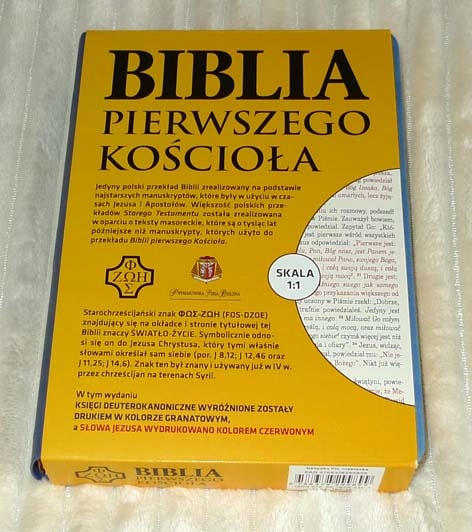 BIBLIA
PIERWSZEGO
KOŚCIOŁA
Jedyny polski przekład Biblii zrealizowany na podstawie
najstarszych manuskryptów, które były w użyciu w cza-
sach Jezusa i Apostołów. Większość polskich prze-
kładów Starego Testamentu została zrealizowana
w oparciu o teksty masoreckie, które są o tysiąc lat
późniejsze niż manuskrypty, których użyto do
przekładu Biblii pierwszego Kościoła.
Φ
ΖΩΗ
Σ
SKALA
1:1
Starochrześcijański znak ΦΩΣ-ΖΩΗ (FOS-DZOE)
znajdujący się na okładce i stronie tytułowej tej
Biblii znaczy ŚWIATŁO-ŻYCIE. Symbolicznie odno-
si się on do Jezusa Chrystusa, który tymi właśnie
słowami określał sam siebie (por. J 8,12; J 12,46 oraz
J 11,25; J 14,6). Znak ten był znany i używany już w IV w.
przez chrześcijan na terenach Syrii.
W tym wydaniu
KSIĘGI DEUTEROKANONICZNE WYRÓŻNIONE ZOSTAŁY
DRUKIEM W KOLORZE GRANATOWYM,
a SŁOWA JEZUSA WYDRUKOWANO KOLOREM CZERWONYM
BIBLIA
PIERWSZEGO
KOŚCIOŁA